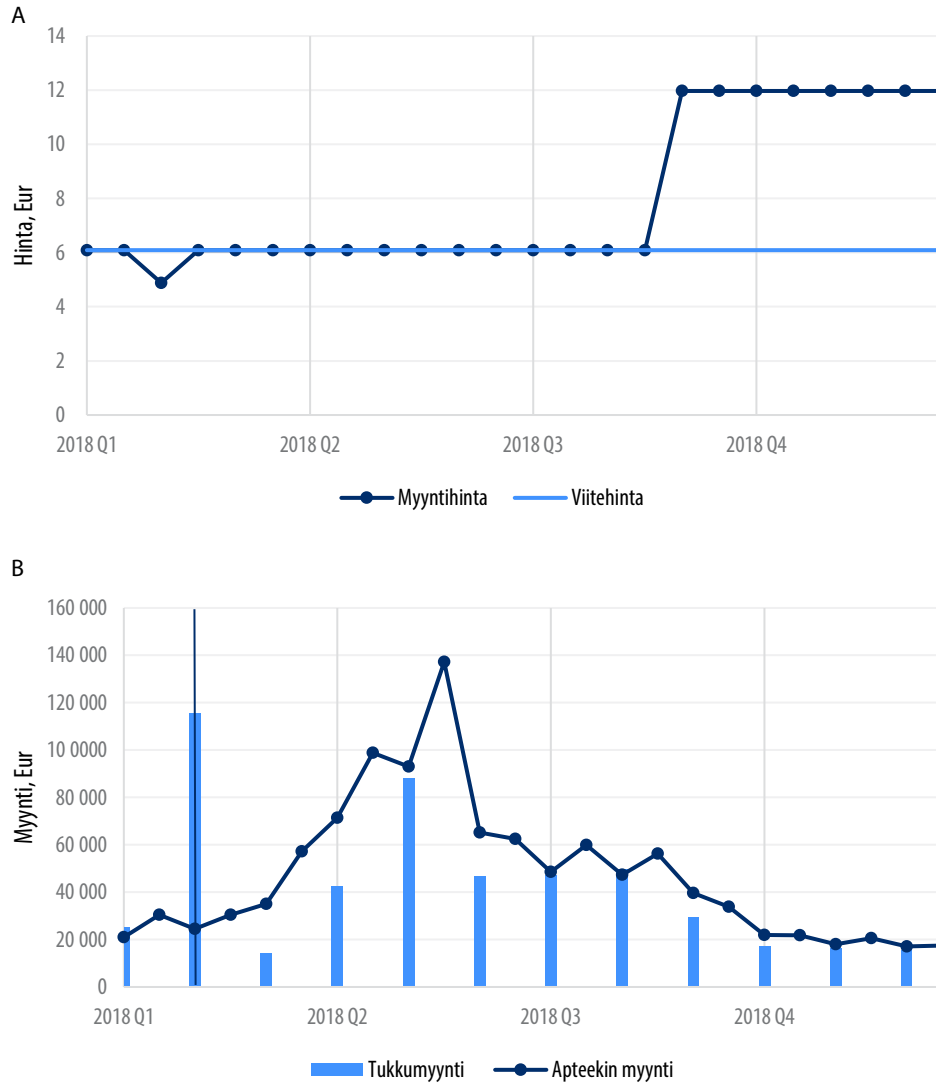 A
14
12
10
8
6
4
2
0
Hinta, Eur
2018 Q1 2018 Q2 2018 Q3 2018 Q4
Myyntihinta Viitehinta
B
160 000
140 000
120 000
10 0000
80 000
60 000
40 000
20 000
0
Myynti, Eur
2018 Q1 2018 Q2 2018 Q3 2018 Q4
Tukkumyynti Apteekin myynti